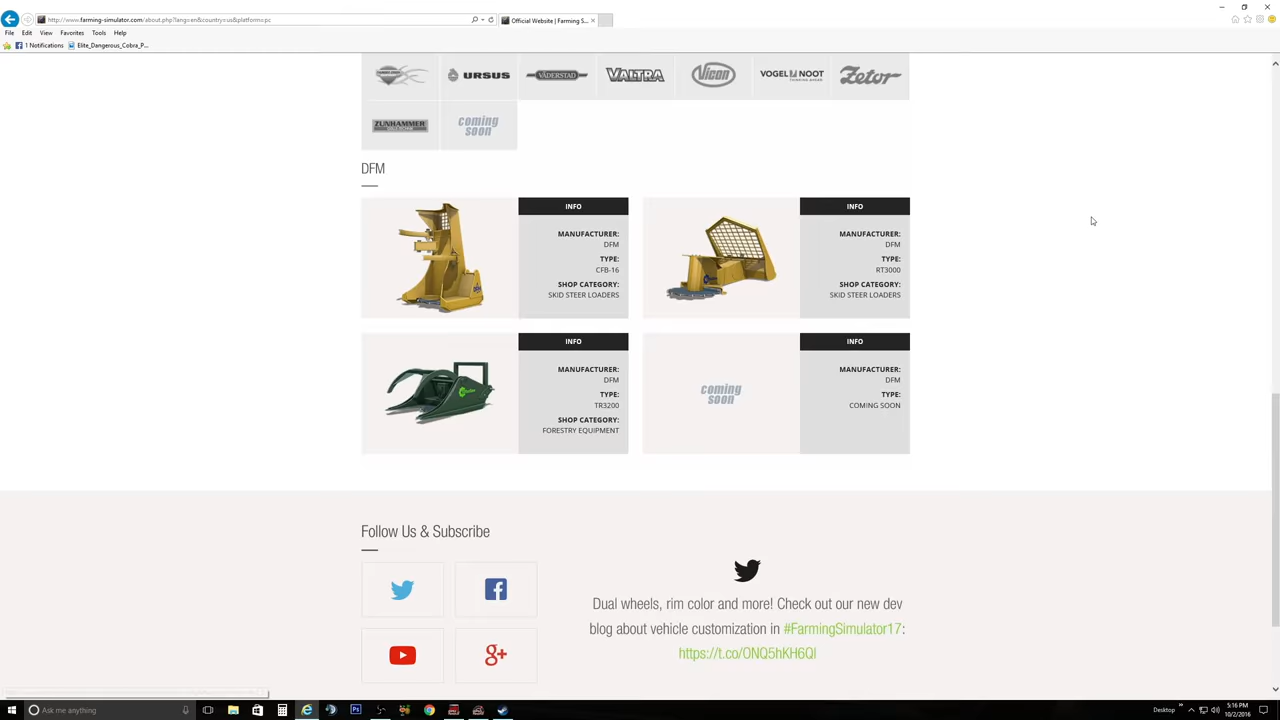 http://www.farming-simulator.com/about.php?lang=en&country=us&platform=pc
Official Website | Farming S...
File Edit View Favorites Tools Help
1 Notifications Elite_Dangerous_Cobra_P...
URSUS VÄDERSTAD VALTRA Vicon VOGEL & NOOT Zetor
ZUNHAMMER coming soon
DFM
INFO
MANUFACTURER:
DFM
TYPE:
CFB-16
SHOP CATEGORY:
SKID STEER LOADERS
INFO
MANUFACTURER:
DFM
TYPE:
RT3000
SHOP CATEGORY:
SKID STEER LOADERS
INFO
MANUFACTURER:
DFM
TYPE:
TR3200
SHOP CATEGORY:
FORESTRY EQUIPMENT
coming
soon
INFO
MANUFACTURER:
DFM
TYPE:
COMING SOON
Follow Us & Subscribe
Dual wheels, rim color and more! Check out our new dev
blog about vehicle customization in #FarmingSimulator17:
https://t.co/ONQ5hKH6QI
Ask me anything
Desktop
5:16 PM
10/2/2016